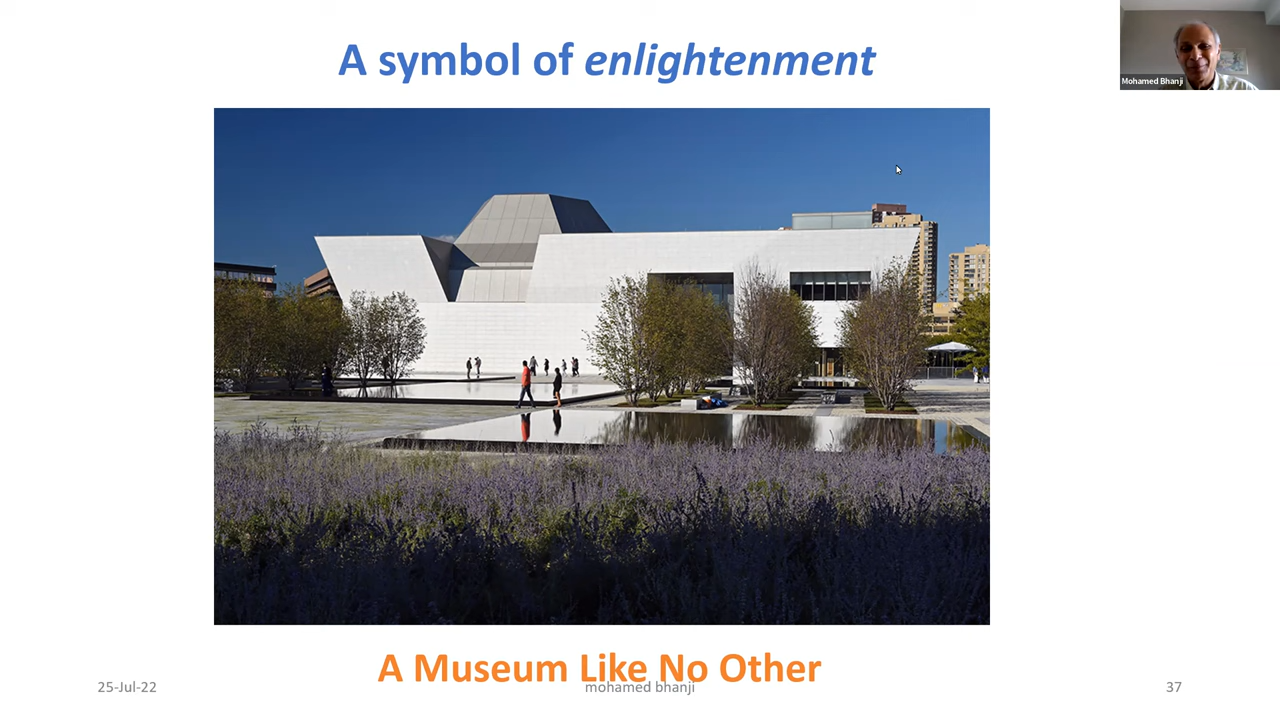 A symbol of enlightenment
Mohamed Bhanji
A Museum Like No Other
25-Jul-22
mohamed bhanji
37